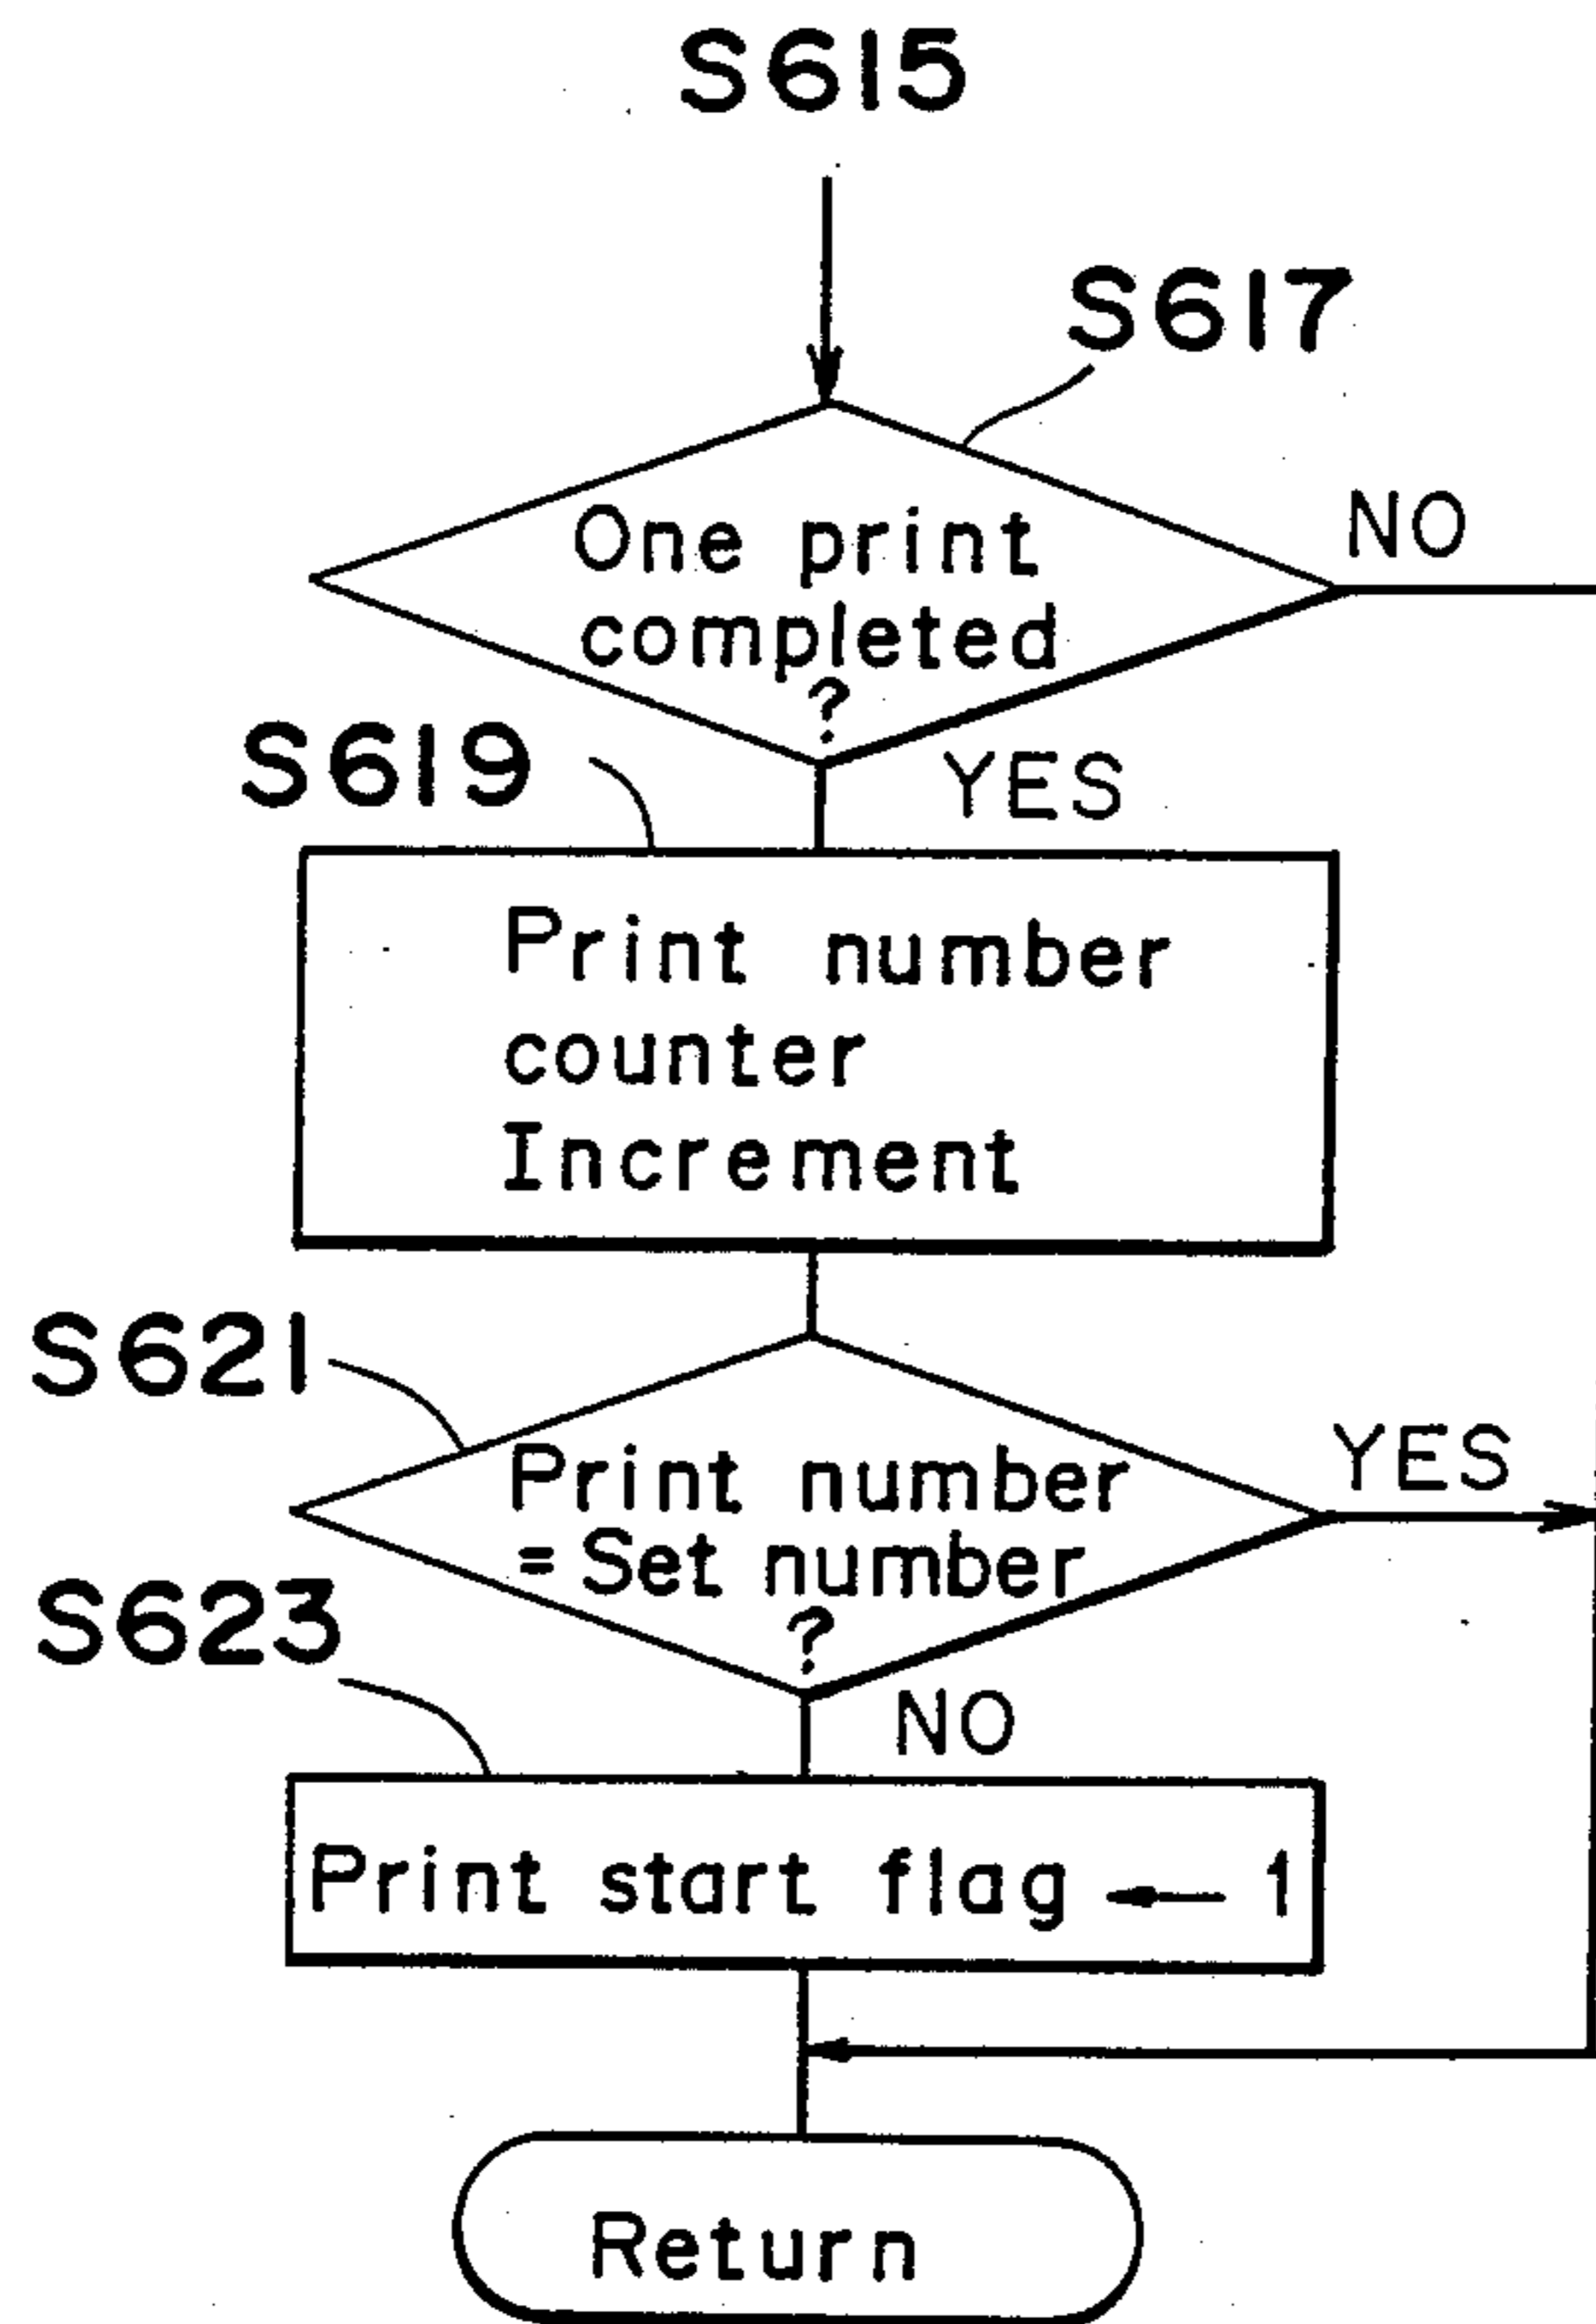 S615
S617
One print
completed
?
NO
S619
YES
Print number
counter
Increment
S621
Print number
= Set number
?
YES
S623
NO
Print start flag ← 1
Return